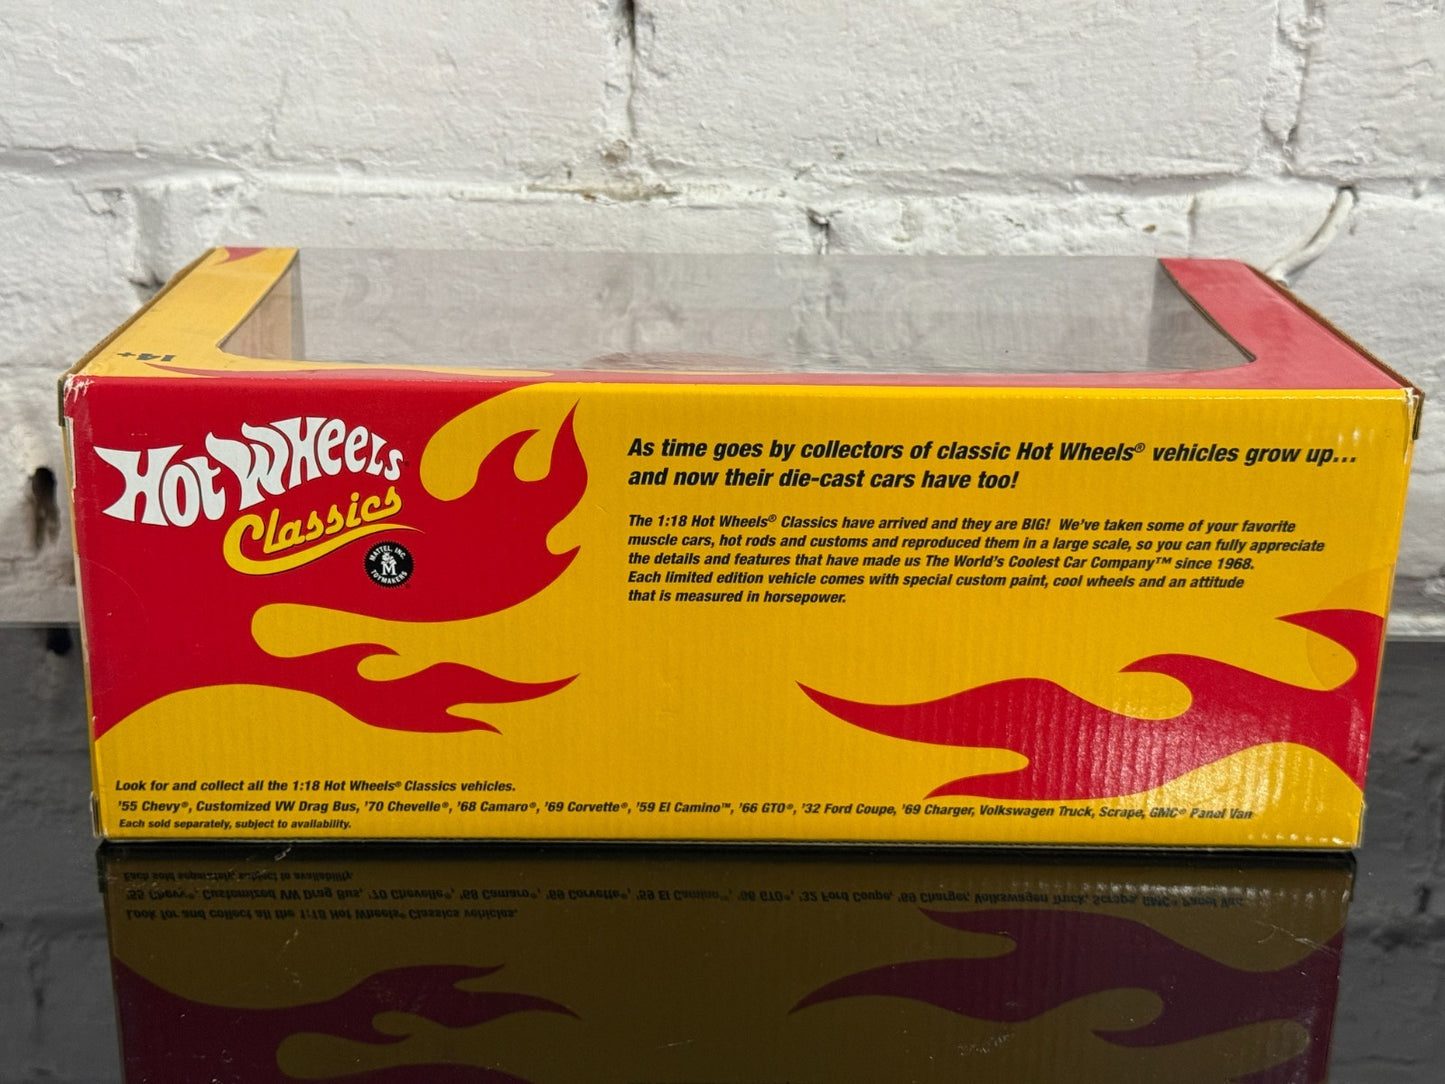 14+
HOT WHEELS
Classics
MATTEL, INC.
TOYMAKERS
As time goes by collectors of classic Hot Wheels® vehicles grow up...
and now their die-cast cars have too!
The 1:18 Hot Wheels® Classics have arrived and they are BIG! We've taken some of your favorite
muscle cars, hot rods and customs and reproduced them in a large scale, so you can fully appreciate
the details and features that have made us The World's Coolest Car Company™ since 1968.
Each limited edition vehicle comes with special custom paint, cool wheels and an attitude
that is measured in horsepower.
Look for and collect all the 1:18 Hot Wheels® Classics vehicles.
'55 Chevy®, Customized VW Drag Bus, '70 Chevelle®, '68 Camaro®, '69 Corvette®, '59 El Camino™, '66 GTO®, '32 Ford Coupe, '69 Charger, Volkswagen Truck, Scrape, GMC® Panel Van
Each sold separately, subject to availability.